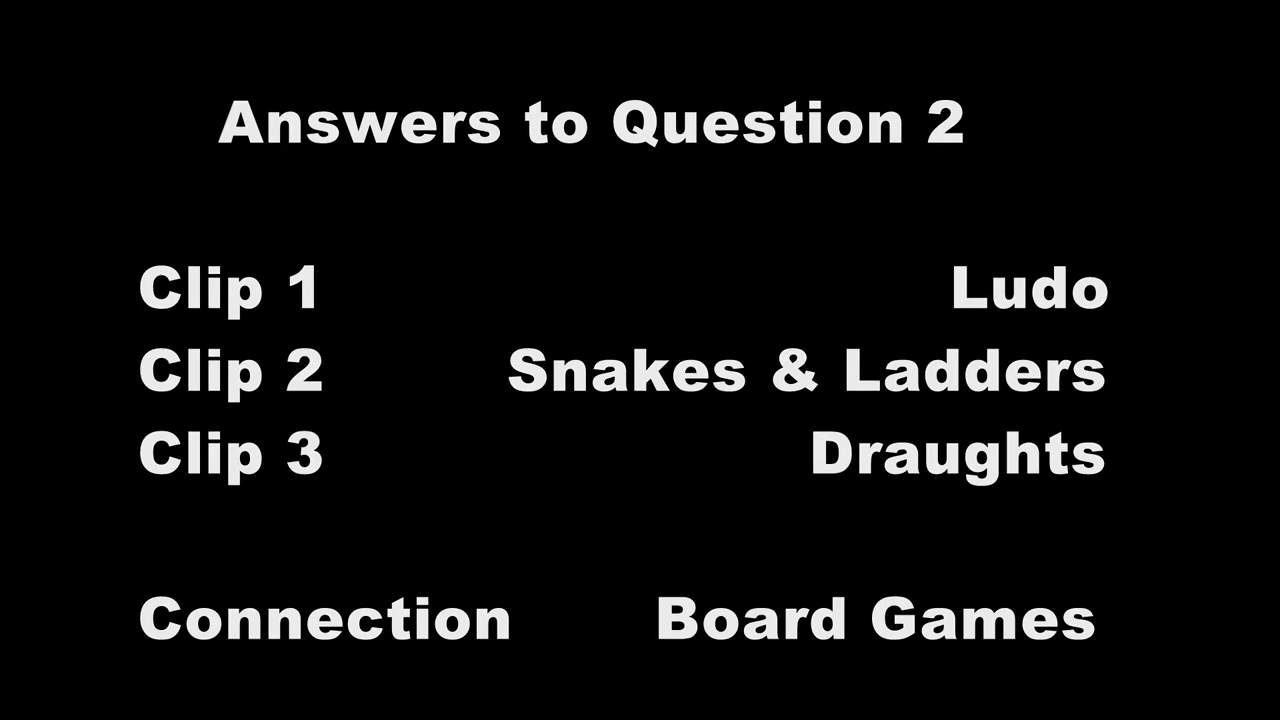 Answers to Question 2
Clip 1 Ludo
Clip 2 Snakes & Ladders
Clip 3 Draughts
Connection Board Games